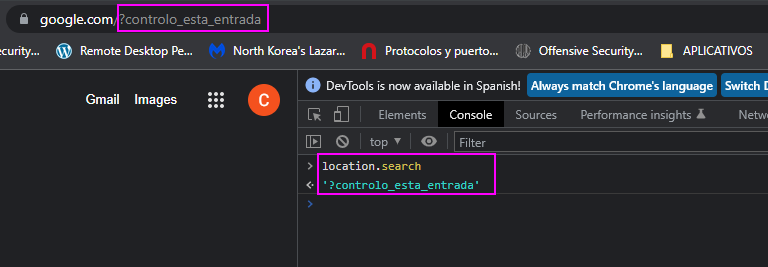 google.com/?controlo_esta_entrada
ecurity... Remote Desktop Pe... North Korea's Lazar... Protocolos y puerto... Offensive Security... APLICATIVOS
Gmail Images C
DevTools is now available in Spanish! Always match Chrome's language Switch D
Elements Console Sources Performance insights Netw
top Filter
> location.search
<· '?controlo_esta_entrada'
>